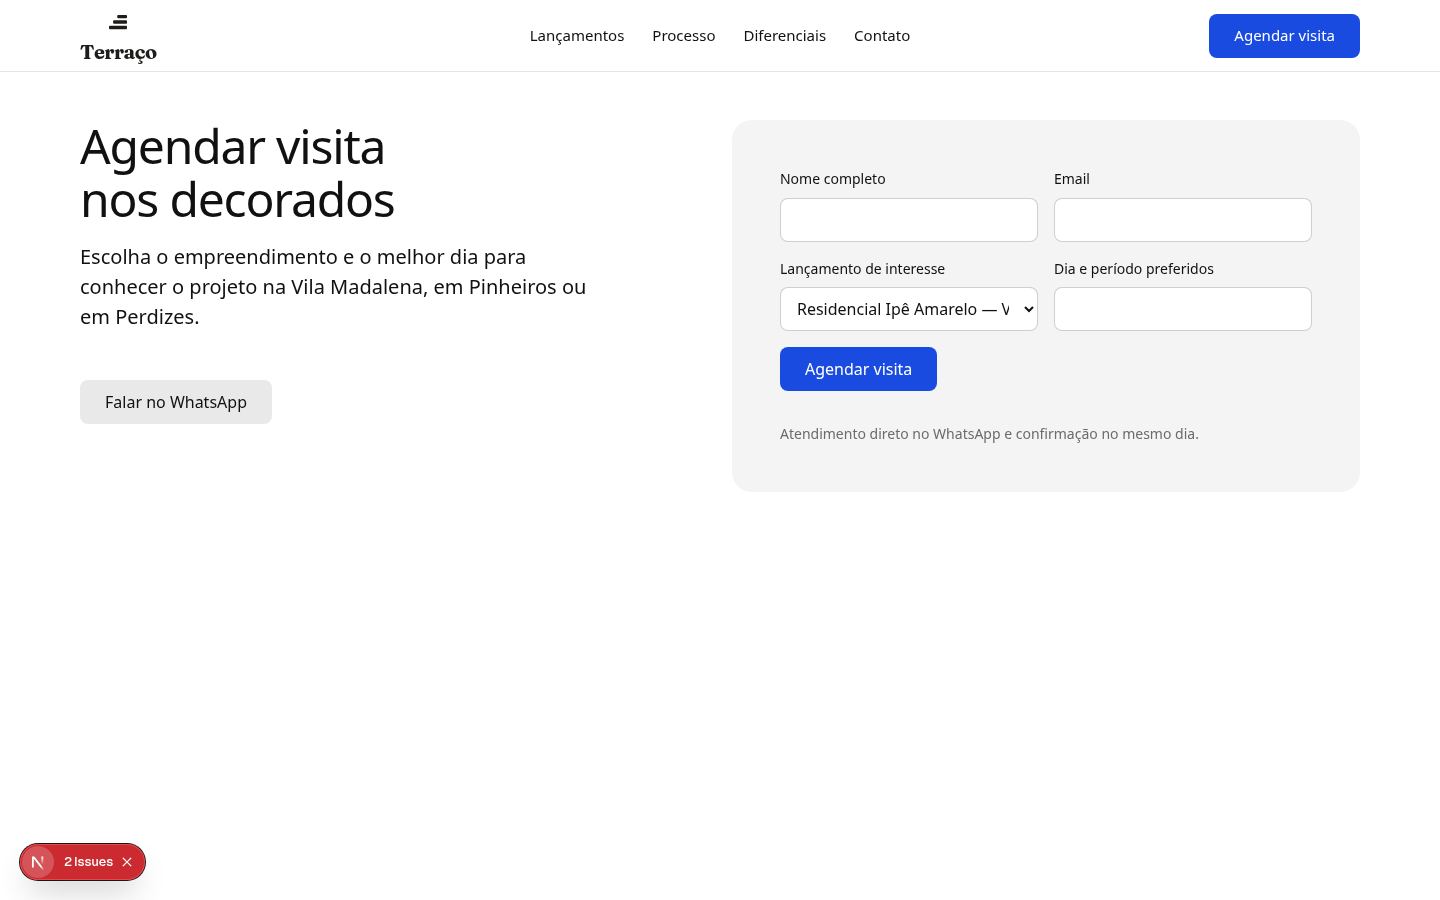 Terraço
Lançamentos
Processo
Diferenciais
Contato
Agendar visita
Agendar visita
nos decorados
Escolha o empreendimento e o melhor dia para
conhecer o projeto na Vila Madalena, em Pinheiros ou
em Perdizes.
Falar no WhatsApp
Nome completo
Email
Lançamento de interesse
Dia e período preferidos
Residencial Ipê Amarelo —
Agendar visita
Atendimento direto no WhatsApp e confirmação no mesmo dia.
2 Issues